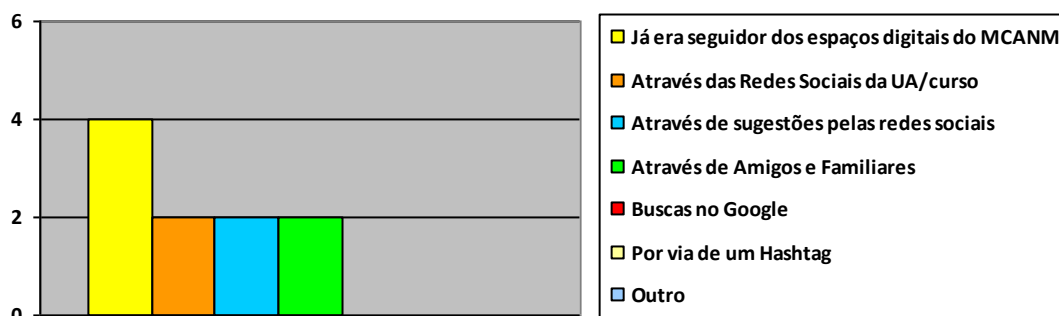 6
4
2
0
Já era seguidor dos espaços digitais do MCANM
Através das Redes Sociais da UA/curso
Através de sugestões pelas redes sociais
Através de Amigos e Familiares
Buscas no Google
Por via de um Hashtag
Outro